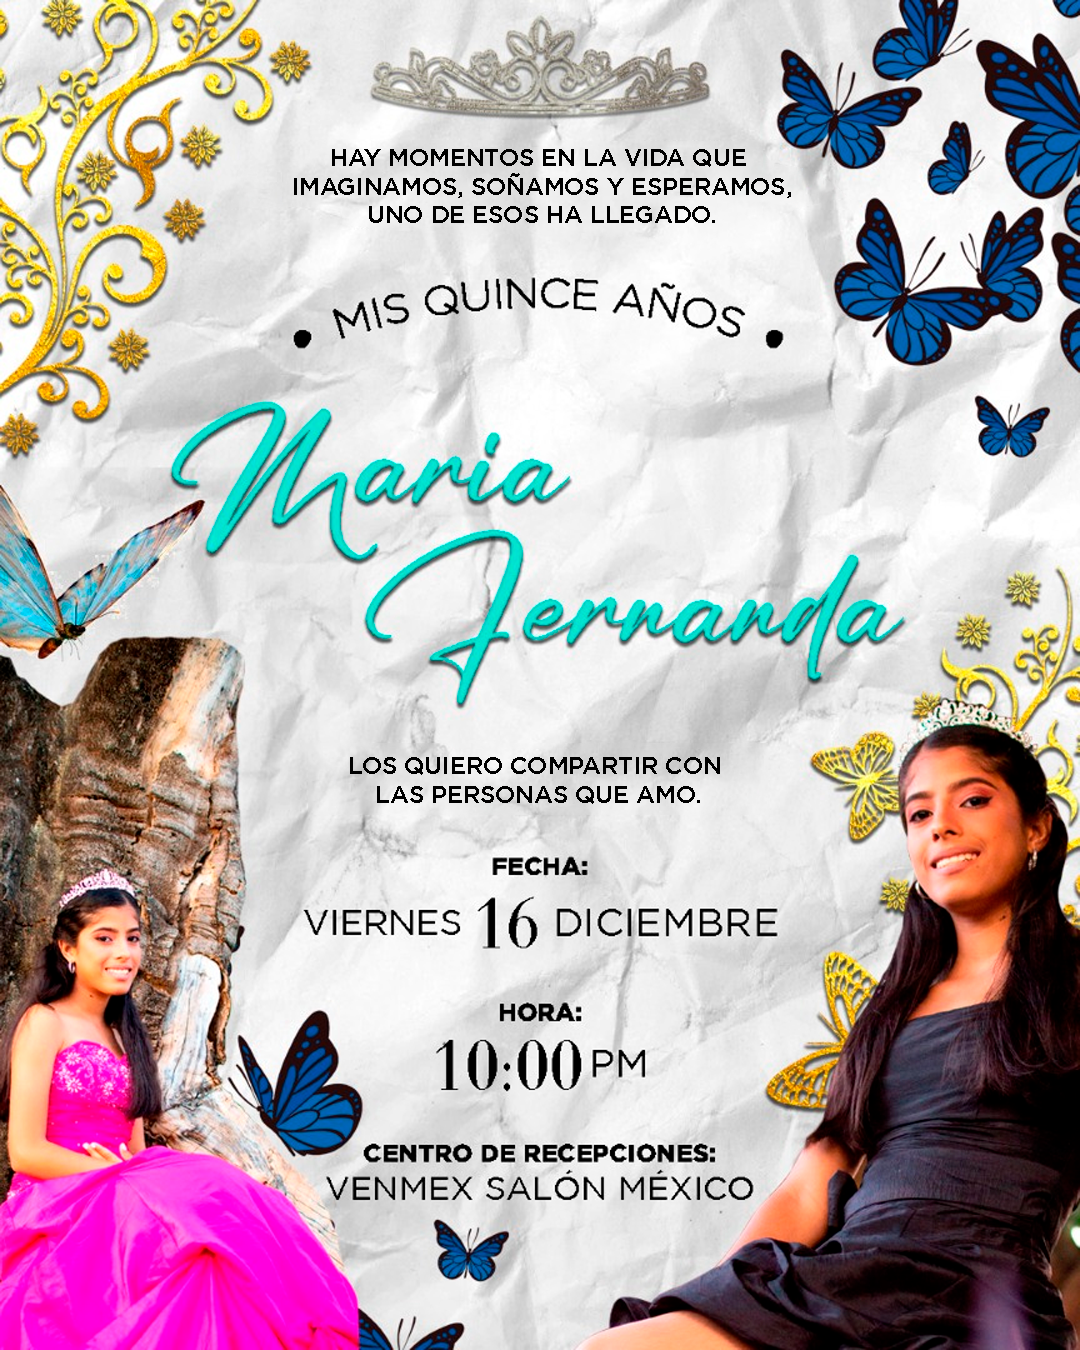 HAY MOMENTOS EN LA VIDA QUE
IMAGINAMOS, SOÑAMOS Y ESPERAMOS,
UNO DE ESOS HA LLEGADO.
• MIS QUINCE AÑOS •
Maria
Fernanda
LOS QUIERO COMPARTIR CON
LAS PERSONAS QUE AMO.
FECHA:
VIERNES 16 DICIEMBRE
HORA:
10:00 PM
CENTRO DE RECEPCIONES:
VENMEX SALÓN MÉXICO